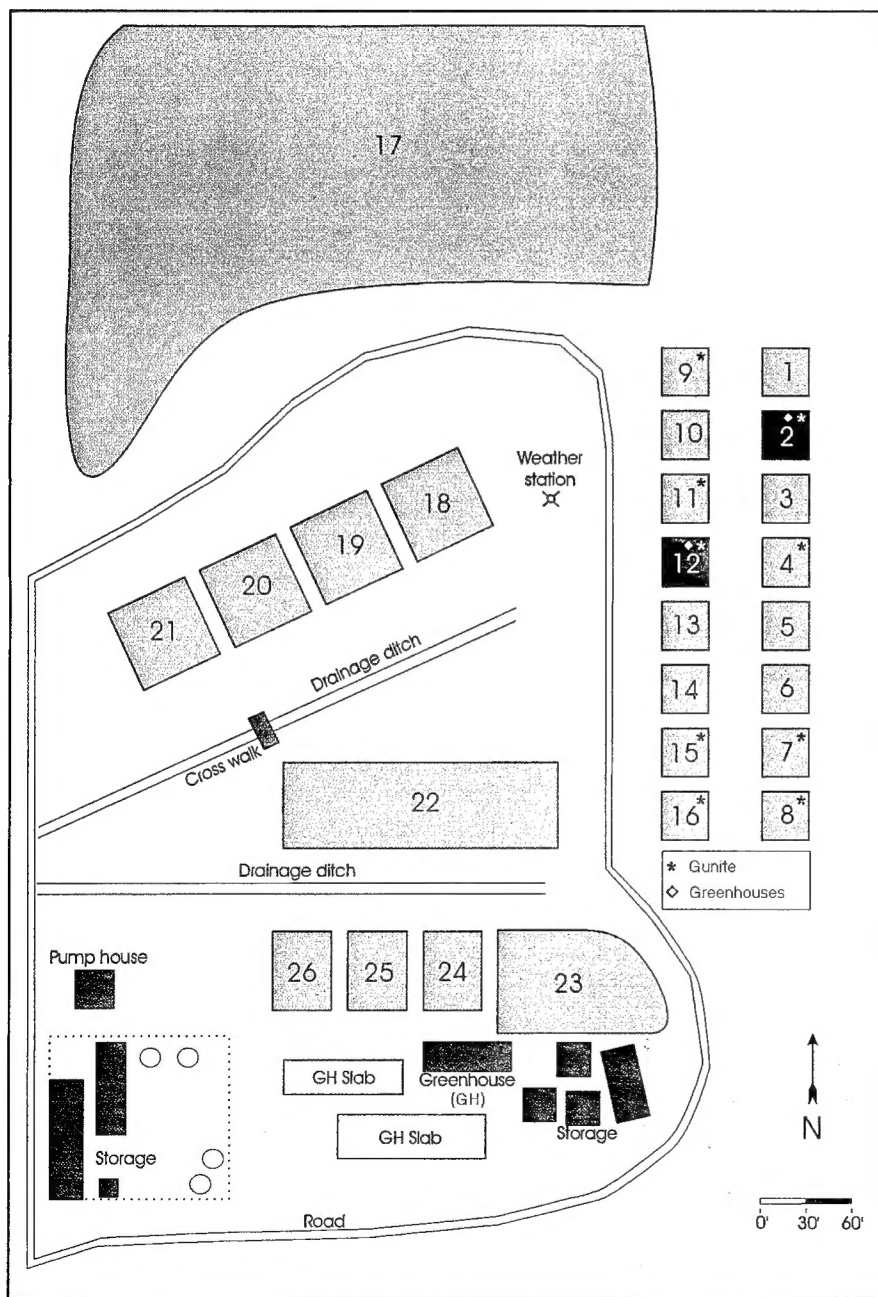 17
9*
1
10
◇*
2
Weather
station
18
11*
3
19
◇*
12
4*
20
21
13
5
Drainage ditch
14
6
Cross walk
15*
7*
22
16*
8*
Drainage ditch
* Gunite
◇ Greenhouses
Pump house
26
25
24
23
GH Slab
Greenhouse
(GH)
GH Slab
Storage
Storage
N
Road
0' 30' 60'